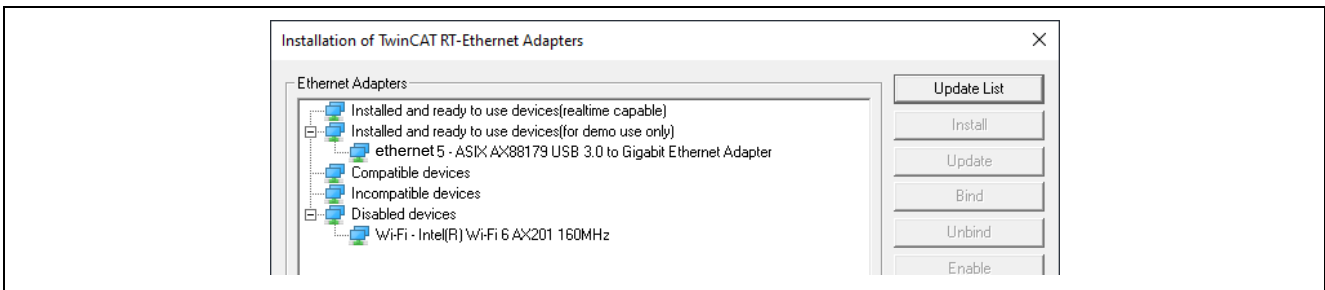 Installation of TwinCAT RT-Ethernet Adapters
Ethernet Adapters
Installed and ready to use devices(realtime capable)
Installed and ready to use devices(for demo use only)
ethernet 5 - ASIX AX88179 USB 3.0 to Gigabit Ethernet Adapter
Compatible devices
Incompatible devices
Disabled devices
Wi-Fi - Intel(R) Wi-Fi 6 AX201 160MHz
Update List
Install
Update
Bind
Unbind
Enable